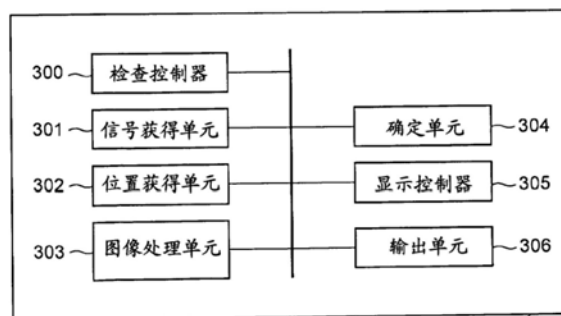 300 检查控制器
301 信号获得单元
302 位置获得单元
303 图像处理单元
确定单元 304
显示控制器 305
输出单元 306